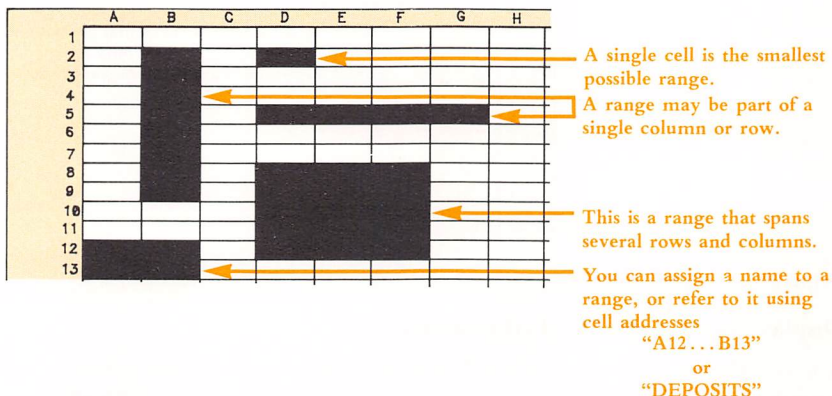 A B C D E F G H
1
2
3
4
5
6
7
8
9
10
11
12
13
A single cell is the smallest
possible range.
A range may be part of a
single column or row.
This is a range that spans
several rows and columns.
You can assign a name to a
range, or refer to it using
cell addresses
“A12...B13”
or
“DEPOSITS”